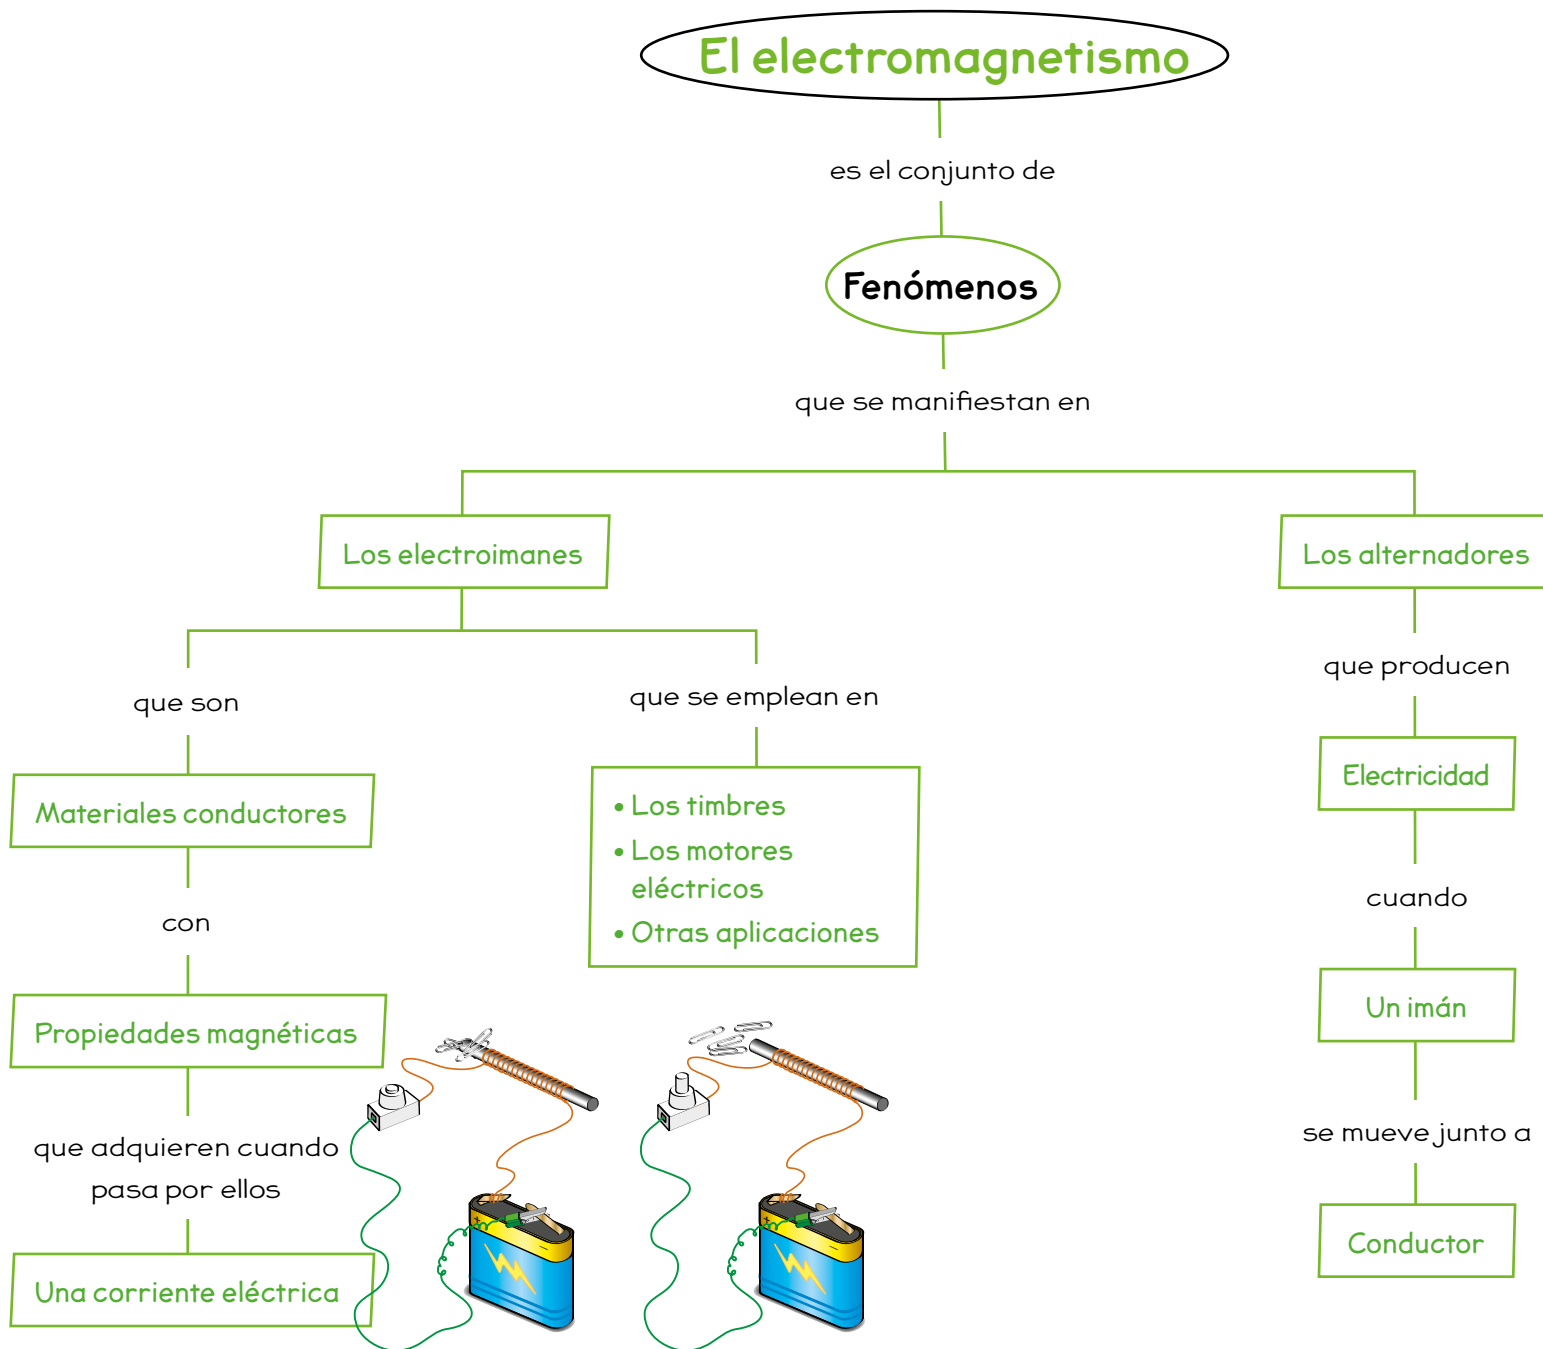 El electromagnetismo
es el conjunto de
Fenómenos
que se manifiestan en
Los electroimanes
que son
Materiales conductores
con
Propiedades magnéticas
que adquieren cuando
pasa por ellos
Una corriente eléctrica
que se emplean en
• Los timbres
• Los motores
eléctricos
• Otras aplicaciones
+
–
+
–
Los alternadores
que producen
Electricidad
cuando
Un imán
se mueve junto a
Conductor